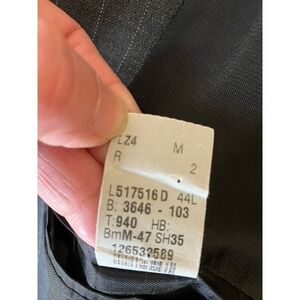 LZ4 M
R 2
L517516D 44L
B: 3646 - 103
T:940 HB:
BmM-47 SH35
126532589